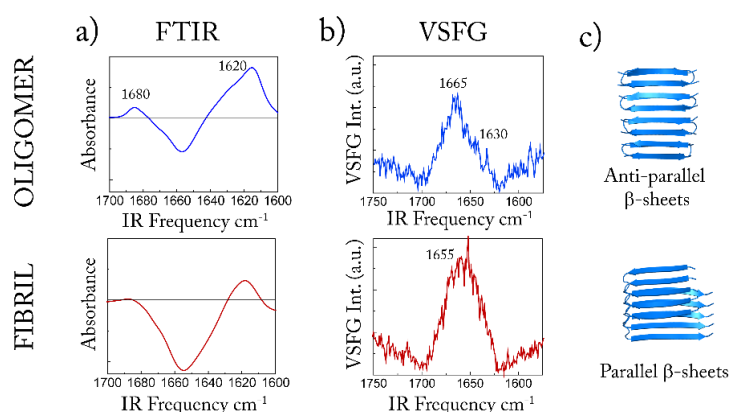 a) FTIR
b) VSFG
c)
OLIGOMER
Absorbance
1680
1620
1700 1680 1660 1640 1620 1600
IR Frequency cm-1
VSFG Int. (a.u.)
1665
1630
1750 1700 1650 1600
IR Frequency cm-1
Anti-parallel
β-sheets
FIBRIL
Absorbance
1700 1680 1660 1640 1620 1600
IR Frequency cm-1
VSFG Int. (a.u.)
1655
1750 1700 1650 1600
IR Frequency cm-1
Parallel β-sheets